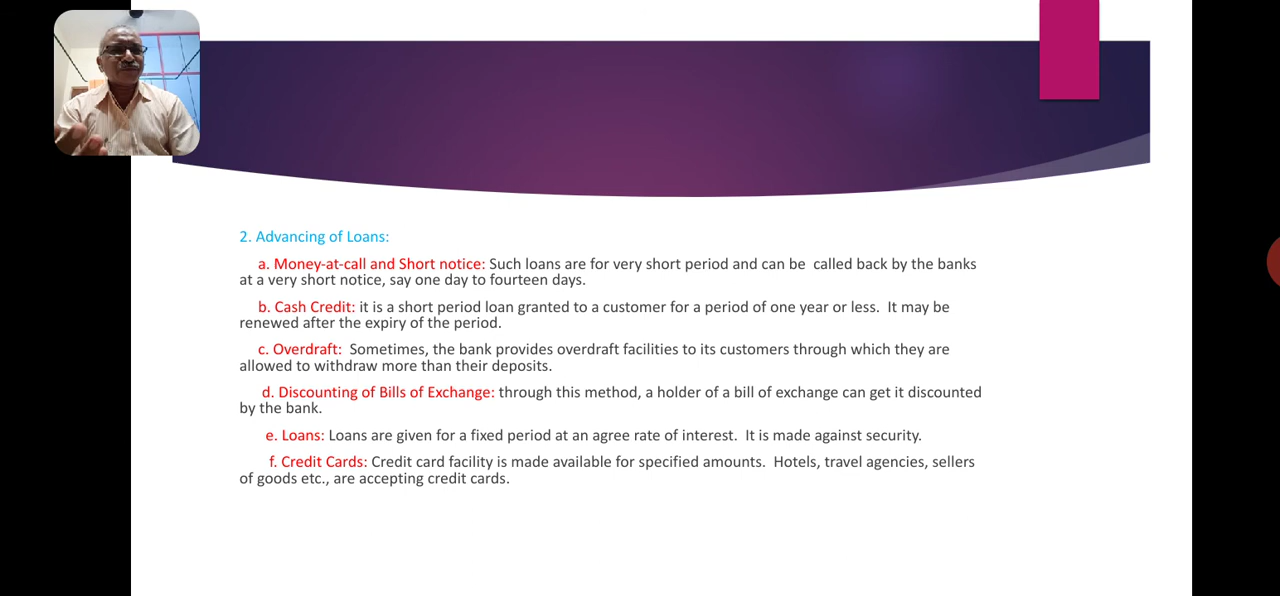 2. Advancing of Loans:
a. Money-at-call and Short notice: Such loans are for very short period and can be  called back by the banks
at a very short notice, say one day to fourteen days.
b. Cash Credit: it is a short period loan granted to a customer for a period of one year or less.  It may be
renewed after the expiry of the period.
c. Overdraft:  Sometimes, the bank provides overdraft facilities to its customers through which they are
allowed to withdraw more than their deposits.
d. Discounting of Bills of Exchange: through this method, a holder of a bill of exchange can get it discounted
by the bank.
e. Loans: Loans are given for a fixed period at an agree rate of interest.  It is made against security.
f. Credit Cards: Credit card facility is made available for specified amounts.  Hotels, travel agencies, sellers
of goods etc., are accepting credit cards.